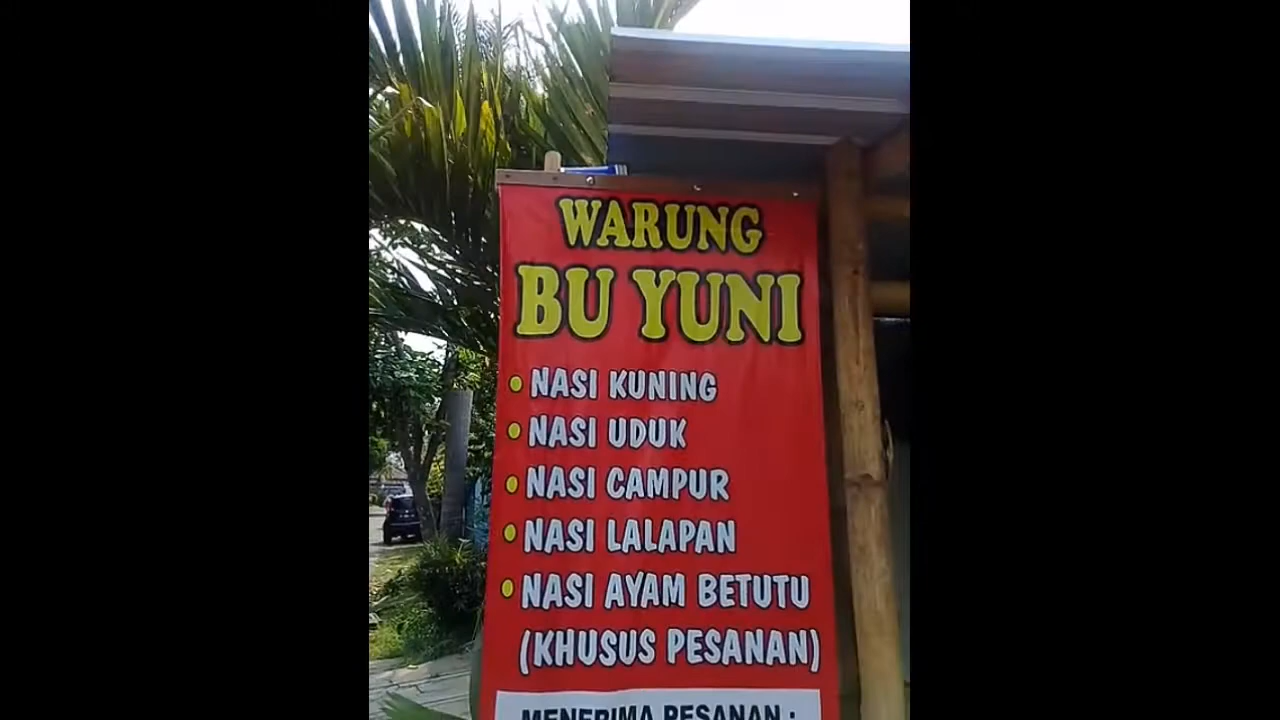 WARUNG
BU YUNI
NASI KUNING
NASI UDUK
NASI CAMPUR
NASI LALAPAN
NASI AYAM BETUTU
(KHUSUS PESANAN)
MENERIMA PESANAN :